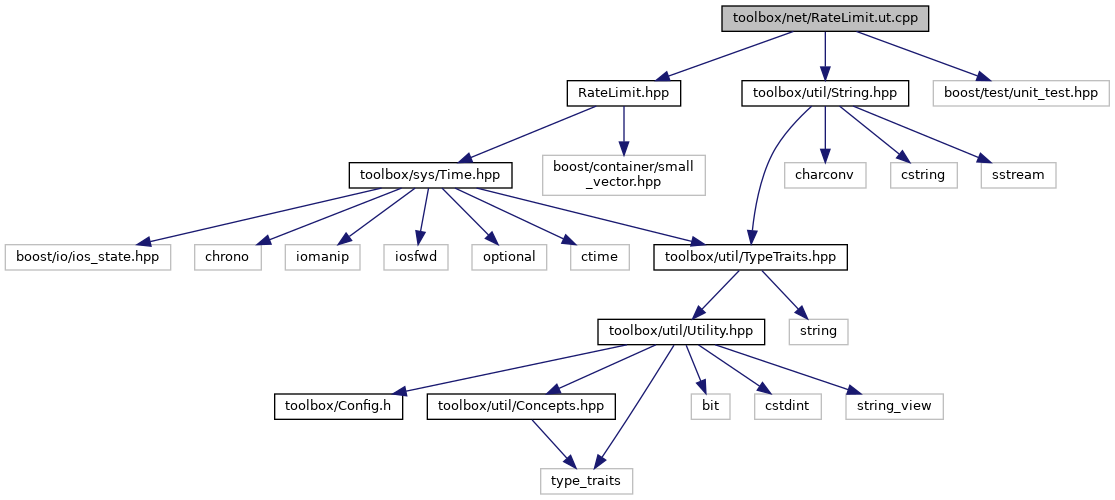 toolbox/net/RateLimit.ut.cpp
RateLimit.hpp
toolbox/util/String.hpp
boost/test/unit_test.hpp
toolbox/sys/Time.hpp
boost/container/small
_vector.hpp
charconv
cstring
sstream
boost/io/ios_state.hpp
chrono
iomanip
iosfwd
optional
ctime
toolbox/util/TypeTraits.hpp
toolbox/util/Utility.hpp
string
toolbox/Config.h
toolbox/util/Concepts.hpp
bit
cstdint
string_view
type_traits